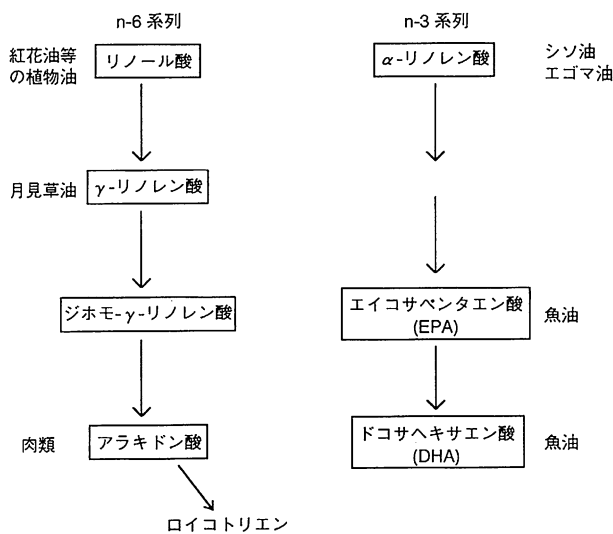 n-6 系列
n-3 系列
紅花油等
の植物油
リノール酸
α-リノレン酸
シソ油
エゴマ油
月見草油
γ-リノレン酸
ジホモ-γ-リノレン酸
エイコサペンタエン酸
(EPA)
魚油
肉類
アラキドン酸
ドコサヘキサエン酸
(DHA)
魚油
ロイコトリエン